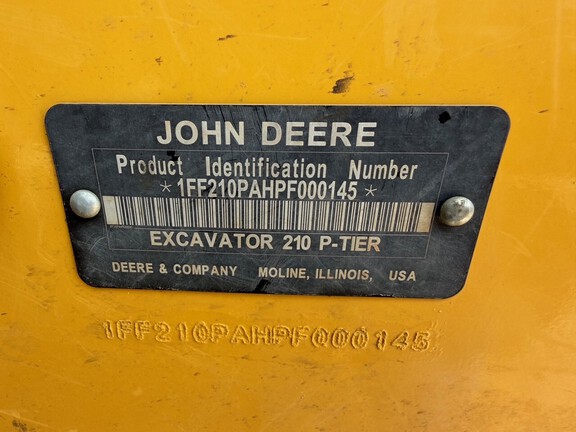 JOHN DEERE
Product Identification Number
*1FF210PAHPF000145*
EXCAVATOR 210 P-TIER
DEERE & COMPANY MOLINE, ILLINOIS, USA
1FF210PAHPF000145